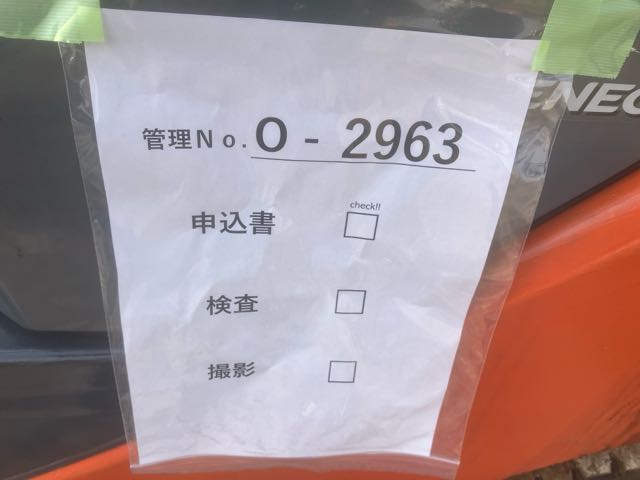 管理No. O - 2963
check!!
申込書 □
検査 □
撮影 □